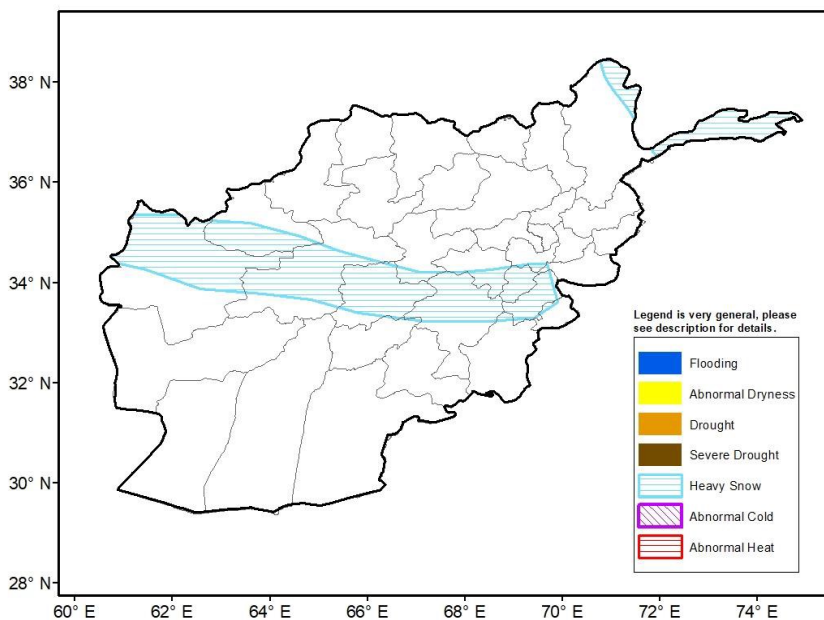 38° N
36° N
34° N
32° N
30° N
28° N
Legend is very general, please
see description for details.
Flooding
Abnormal Dryness
Drought
Severe Drought
Heavy Snow
Abnormal Cold
Abnormal Heat
60° E 62° E 64° E 66° E 68° E 70° E 72° E 74° E